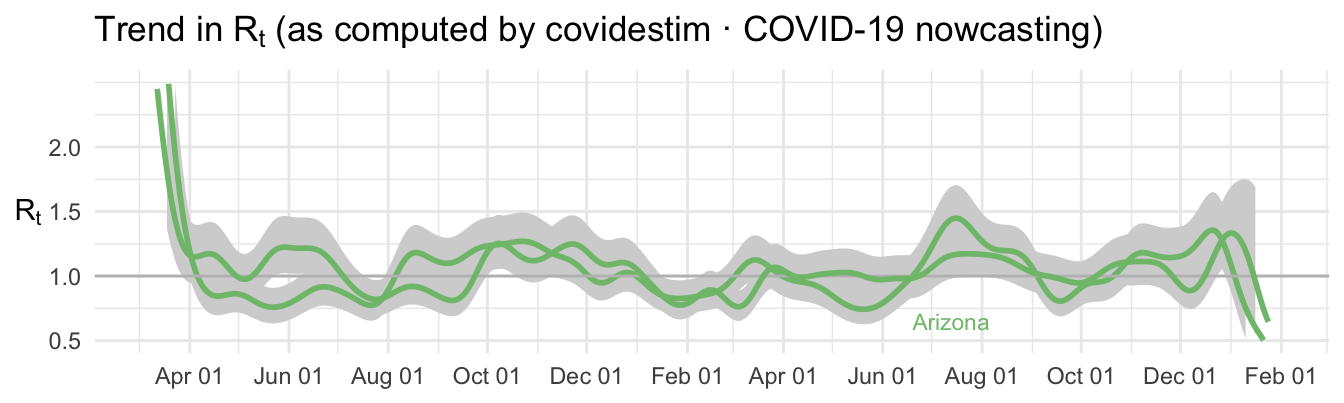 Trend in Rt (as computed by covidestim · COVID-19 nowcasting)
2.0
Rt 1.5
1.0
Arizona
0.5
Apr 01 Jun 01 Aug 01 Oct 01 Dec 01 Feb 01 Apr 01 Jun 01 Aug 01 Oct 01 Dec 01 Feb 01